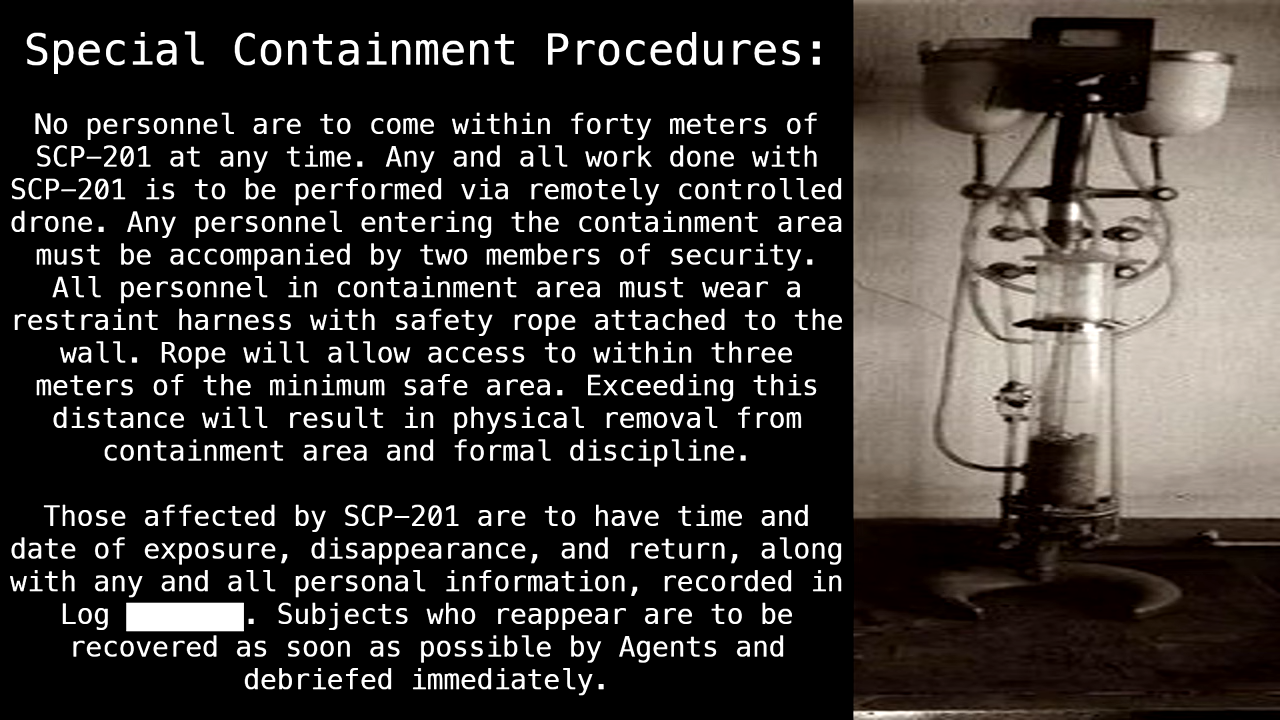 Special Containment Procedures:
No personnel are to come within forty meters of
SCP–201 at any time. Any and all work done with
SCP–201 is to be performed via remotely controlled
drone. Any personnel entering the containment area
must be accompanied by two members of security.
All personnel in containment area must wear a
restraint harness with safety rope attached to the
wall. Rope will allow access to within three
meters of the minimum safe area. Exceeding this
distance will result in physical removal from
containment area and formal discipline.
Those affected by SCP–201 are to have time and
date of exposure, disappearance, and return, along
with any and all personal information, recorded in
Log ███████. Subjects who reappear are to be
recovered as soon as possible by Agents and
debriefed immediately.